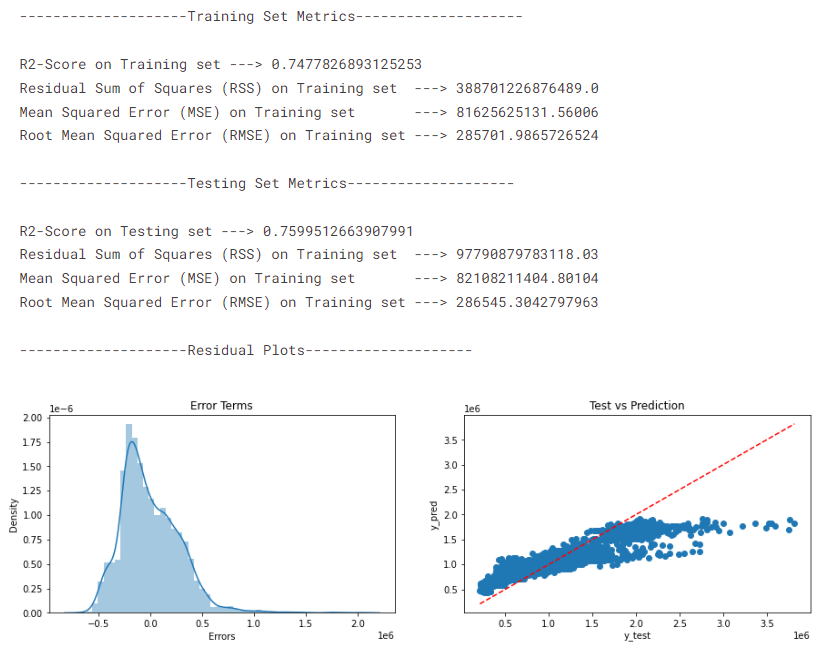 --------------------Training Set Metrics--------------------
R2-Score on Training set ---> 0.7477826893125253
Residual Sum of Squares (RSS) on Training set  ---> 388701226876489.0
Mean Squared Error (MSE) on Training set       ---> 81625625131.56006
Root Mean Squared Error (RMSE) on Training set ---> 285701.9865726524
--------------------Testing Set Metrics--------------------
R2-Score on Testing set ---> 0.7599512663907991
Residual Sum of Squares (RSS) on Training set  ---> 97790879783118.03
Mean Squared Error (MSE) on Training set       ---> 82108211404.80104
Root Mean Squared Error (RMSE) on Training set ---> 286545.3042797963
--------------------Residual Plots--------------------
Error Terms
1e-6
2.00
1.75
1.50
1.25
1.00
0.75
0.50
0.25
0.00
Density
-0.5 0.0 0.5 1.0 1.5 2.0
Errors
1e6
Test vs Prediction
1e6
3.5
3.0
2.5
2.0
1.5
1.0
0.5
y_pred
0.5 1.0 1.5 2.0 2.5 3.0 3.5
y_test
1e6